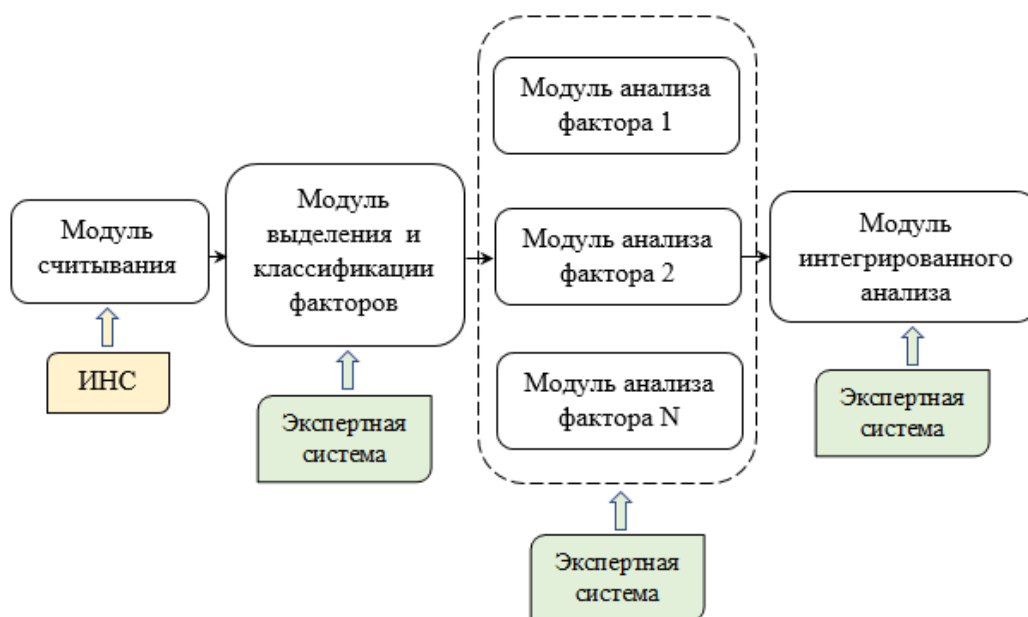 Модуль
считывания
ИНС
Модуль
выделения и
классификации
факторов
Экспертная
система
Модуль анализа
фактора 1
Модуль анализа
фактора 2
Модуль анализа
фактора N
Экспертная
система
Модуль
интегрированного
анализа
Экспертная
система